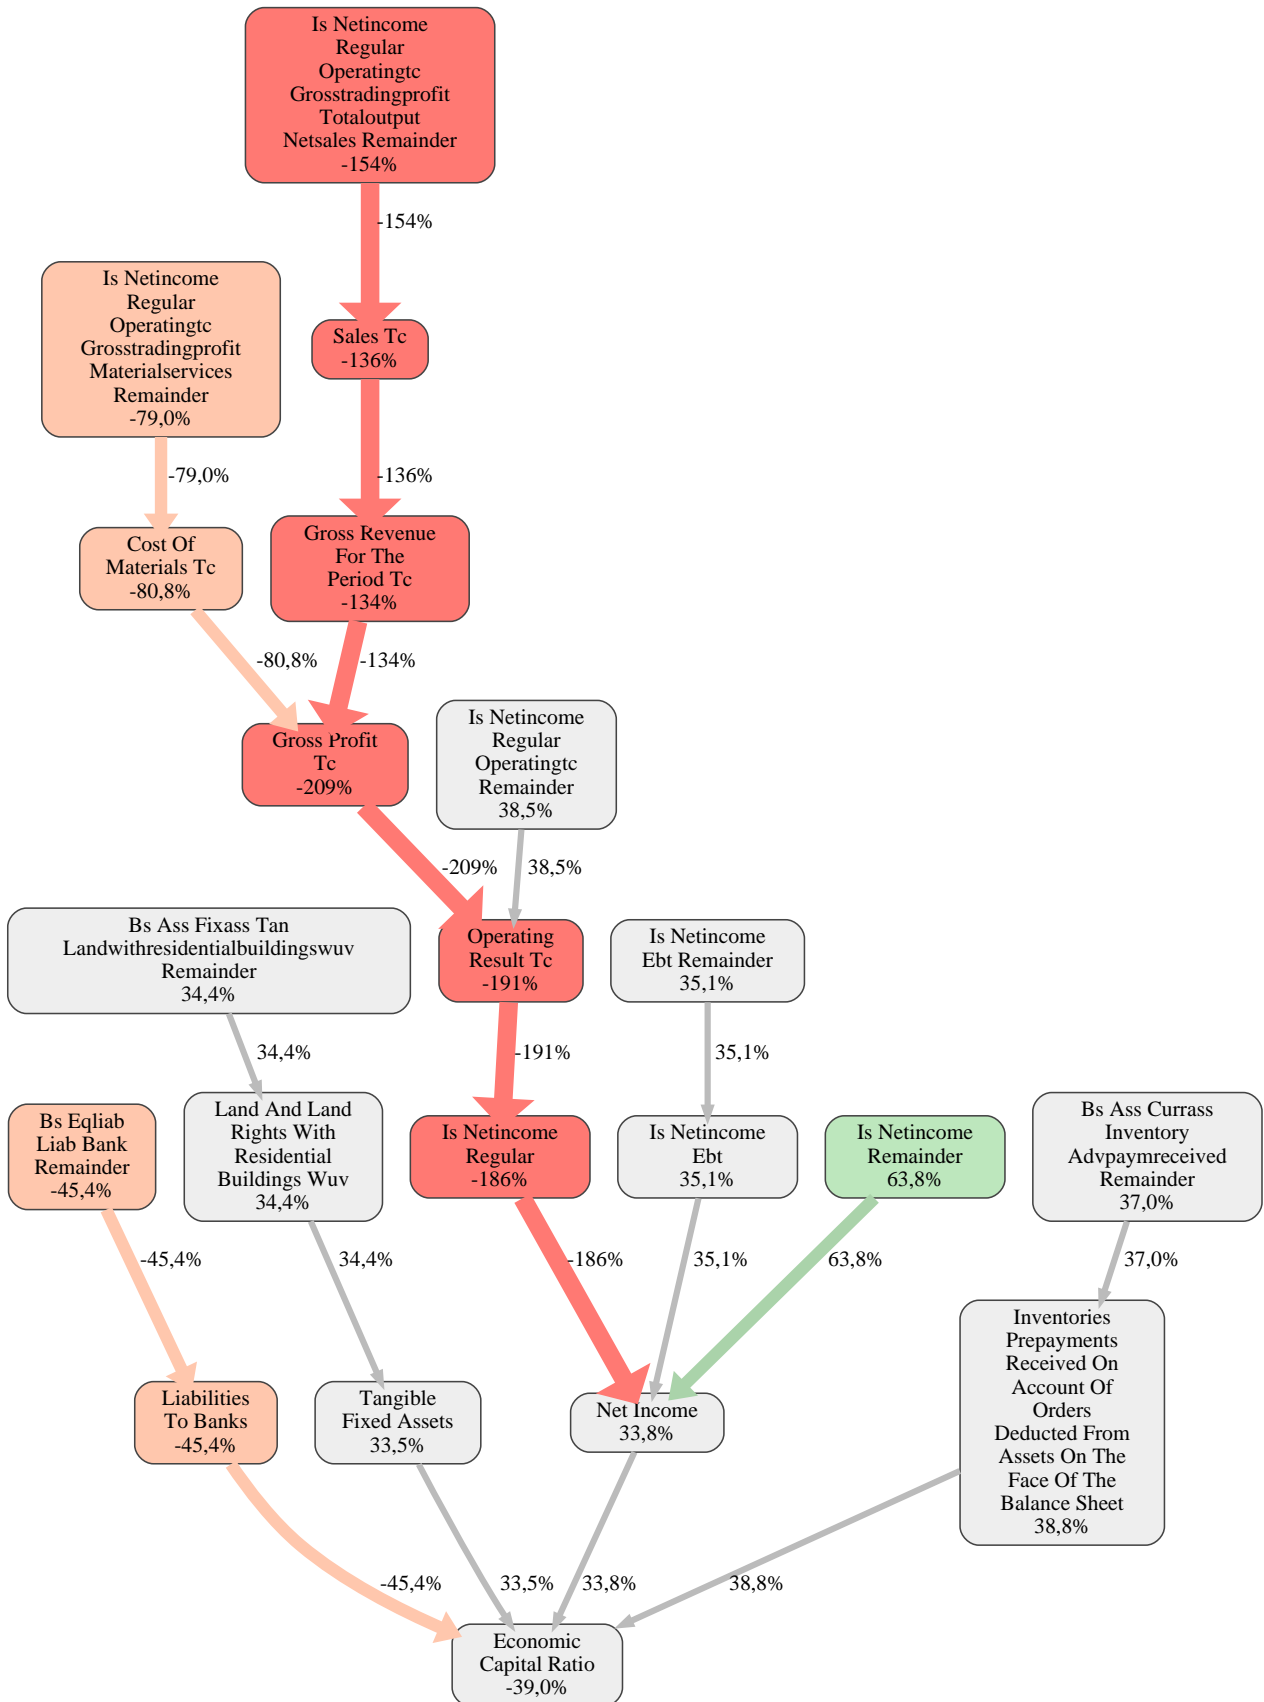 Is Netincome
Regular
Operatingtc
Grosstradingprofit
Totaloutput
Netsales Remainder
-154%
-154%
Is Netincome
Regular
Operatingtc
Grosstradingprofit
Materialservices
Remainder
-79,0%
Sales Tc
-136%
-79,0%
-136%
Cost Of
Materials Tc
-80,8%
Gross Revenue
For The
Period Tc
-134%
-80,8%
-134%
Gross Profit
Tc
-209%
Is Netincome
Regular
Operatingtc
Remainder
38,5%
-209%
38,5%
Bs Ass Fixass Tan
Landwithresidentialbuildingswuv
Remainder
34,4%
Operating
Result Tc
-191%
Is Netincome
Ebt Remainder
35,1%
34,4%
-191%
35,1%
Bs Eqliab
Liab Bank
Remainder
-45,4%
Land And Land
Rights With
Residential
Buildings Wuv
34,4%
Is Netincome
Regular
-186%
Is Netincome
Ebt
35,1%
Is Netincome
Remainder
63,8%
Bs Ass Currass
Inventory
Advpaymreceived
Remainder
37,0%
-45,4%
34,4%
-186%
35,1%
63,8%
37,0%
Liabilities
To Banks
-45,4%
Tangible
Fixed Assets
33,5%
Net Income
33,8%
Inventories
Prepayments
Received On
Account Of
Orders
Deducted From
Assets On The
Face Of The
Balance Sheet
38,8%
-45,4%
33,5%
33,8%
38,8%
Economic
Capital Ratio
-39,0%